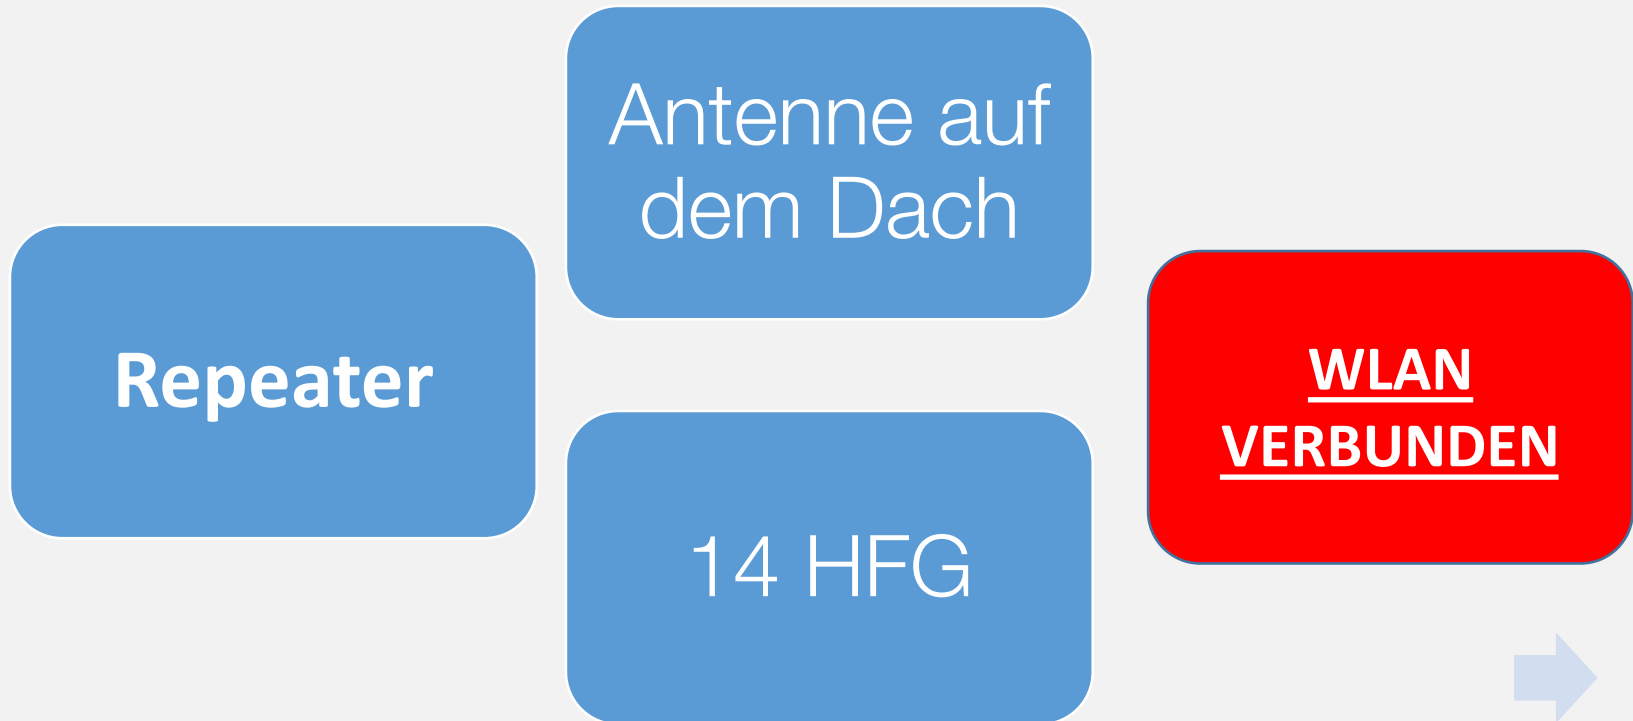 Antenne auf
dem Dach
Repeater
WLAN
VERBUNDEN
14 HFG